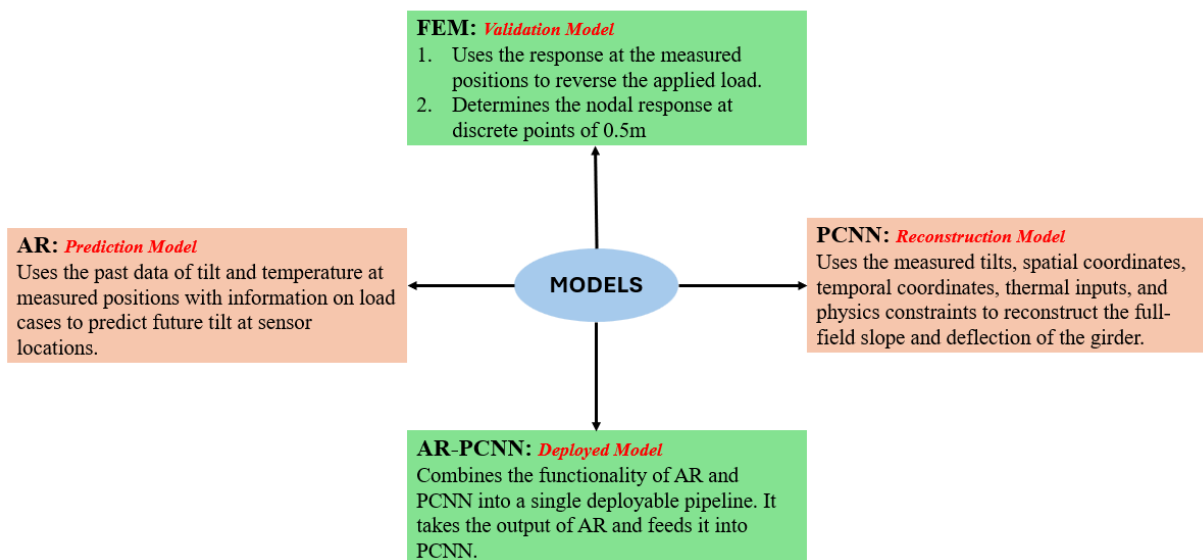 FEM: Validation Model
1. Uses the response at the measured
positions to reverse the applied load.
2. Determines the nodal response at
discrete points of 0.5m
AR: Prediction Model
Uses the past data of tilt and temperature at
measured positions with information on load
cases to predict future tilt at sensor
locations.
MODELS
PCNN: Reconstruction Model
Uses the measured tilts, spatial coordinates,
temporal coordinates, thermal inputs, and
physics constraints to reconstruct the full-
field slope and deflection of the girder.
AR-PCNN: Deployed Model
Combines the functionality of AR and
PCNN into a single deployable pipeline. It
takes the output of AR and feeds it into
PCNN.